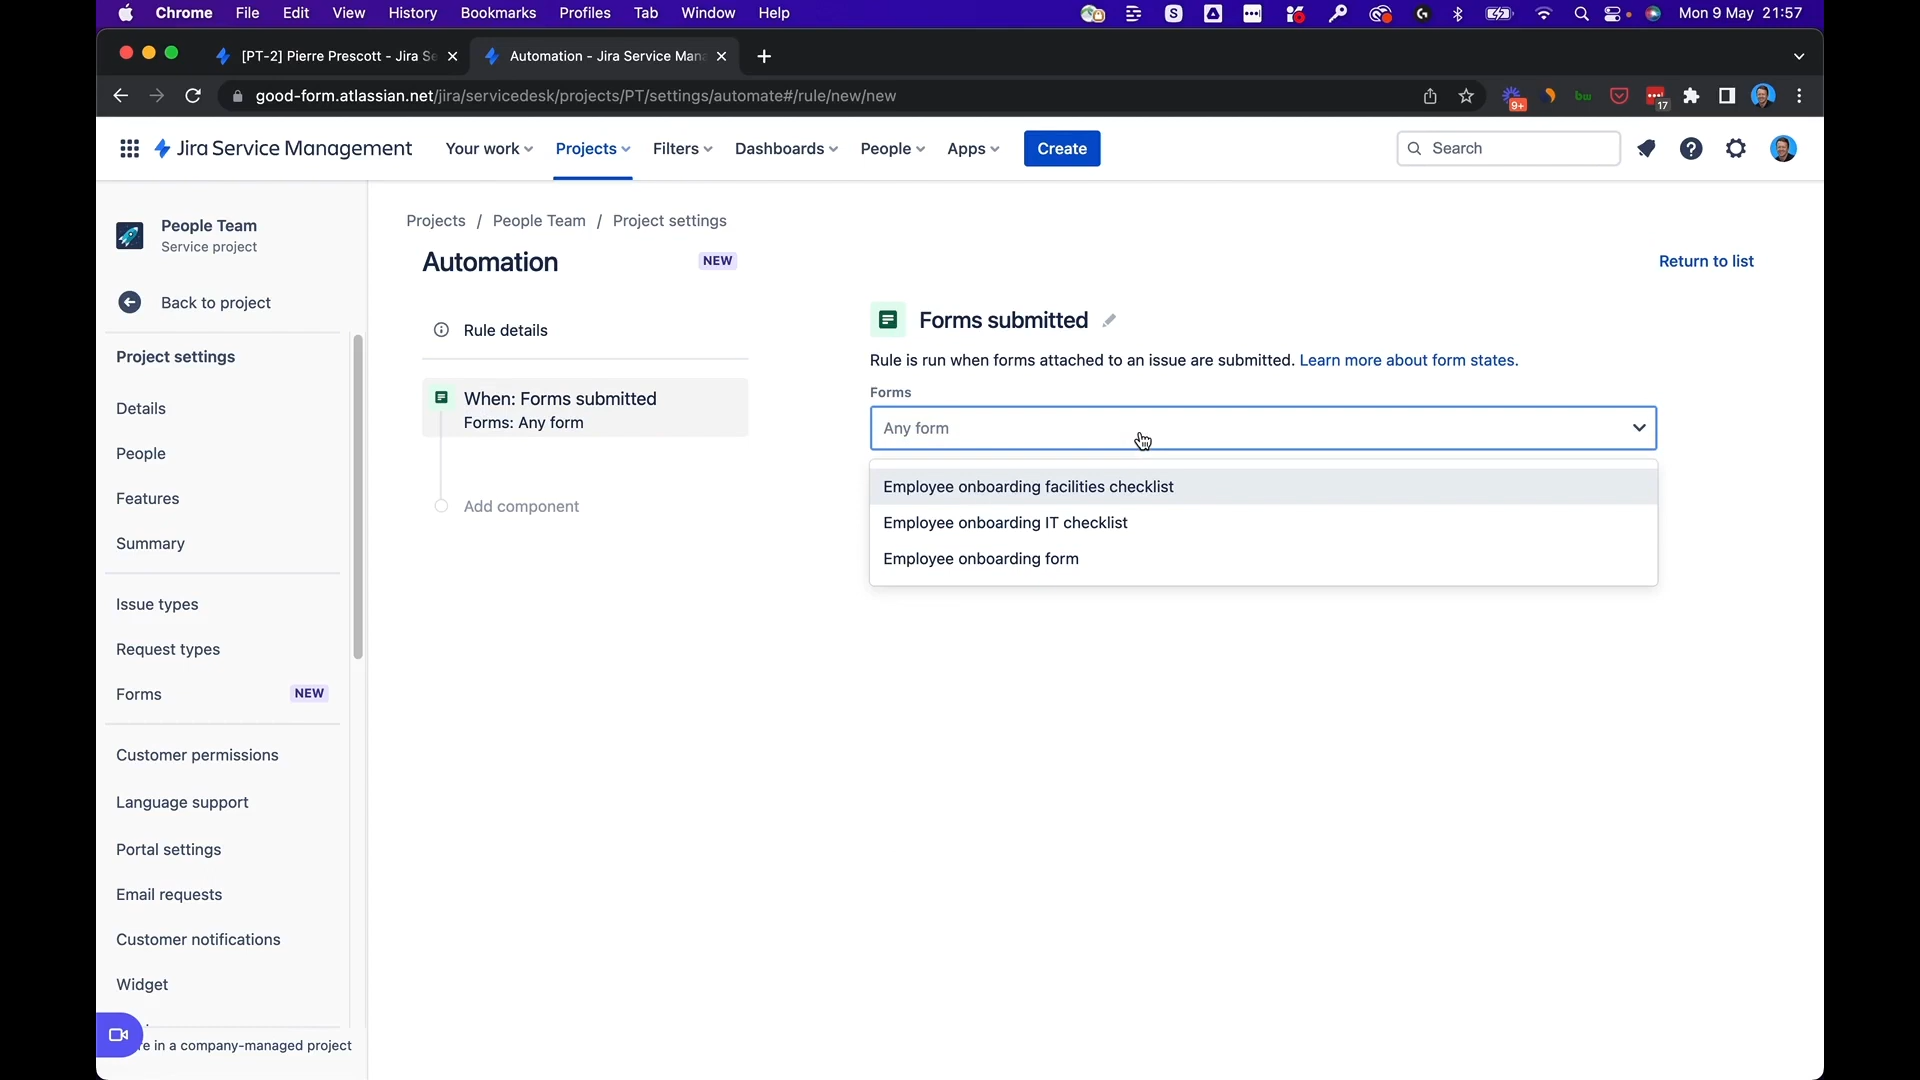 Chrome File Edit View History Bookmarks Profiles Tab Window Help Mon 9 May 21:57
[PT-2] Pierre Prescott - Jira Se
Automation - Jira Service Mana
good-form.atlassian.net/jira/servicedesk/projects/PT/settings/automate#/rule/new/new
9+
bw
17
Jira Service Management Your work Projects Filters Dashboards People Apps Create Search
People Team
Service project
Back to project
Project settings
Details
People
Features
Summary
Issue types
Request types
Forms NEW
Customer permissions
Language support
Portal settings
Email requests
Customer notifications
Widget
in a company-managed project
Projects / People Team / Project settings
Automation NEW
Return to list
Rule details
When: Forms submitted
Forms: Any form
Add component
Forms submitted
Rule is run when forms attached to an issue are submitted. Learn more about form states.
Forms
Any form
Employee onboarding facilities checklist
Employee onboarding IT checklist
Employee onboarding form